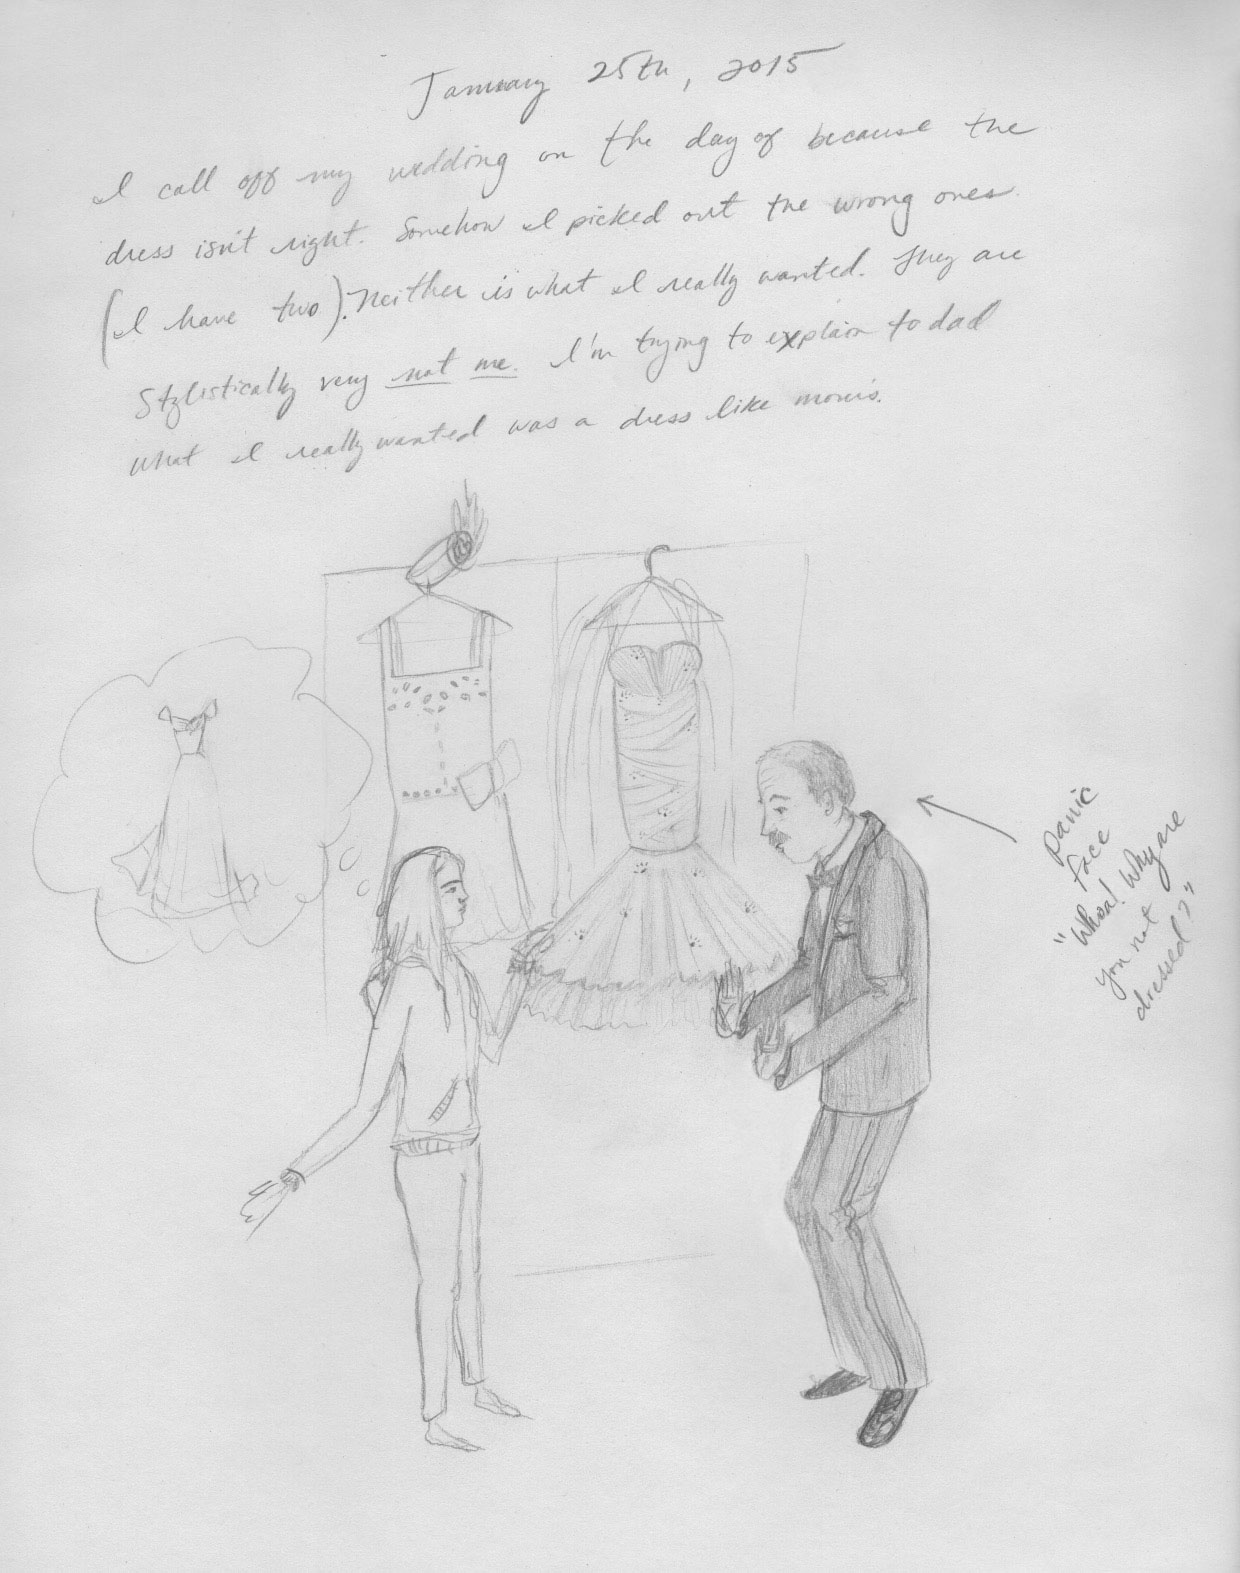 January 25th, 2015
I call off my wedding on the day of because the
dress isn't right. Somehow I picked out the wrong ones.
(I have two). Neither is what I really wanted. They are
stylistically very not me. I'm trying to explain to dad
what I really wanted was a dress like mom's.
panic
face
"Whoa! Why are
you not
dressed?"